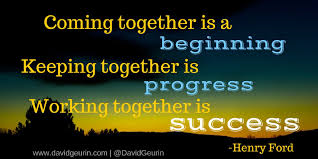 Coming together is a
beginning
Keeping together is
progress
Working together is
success
-Henry Ford
www.davidgeurin.com | @DavidGeurin